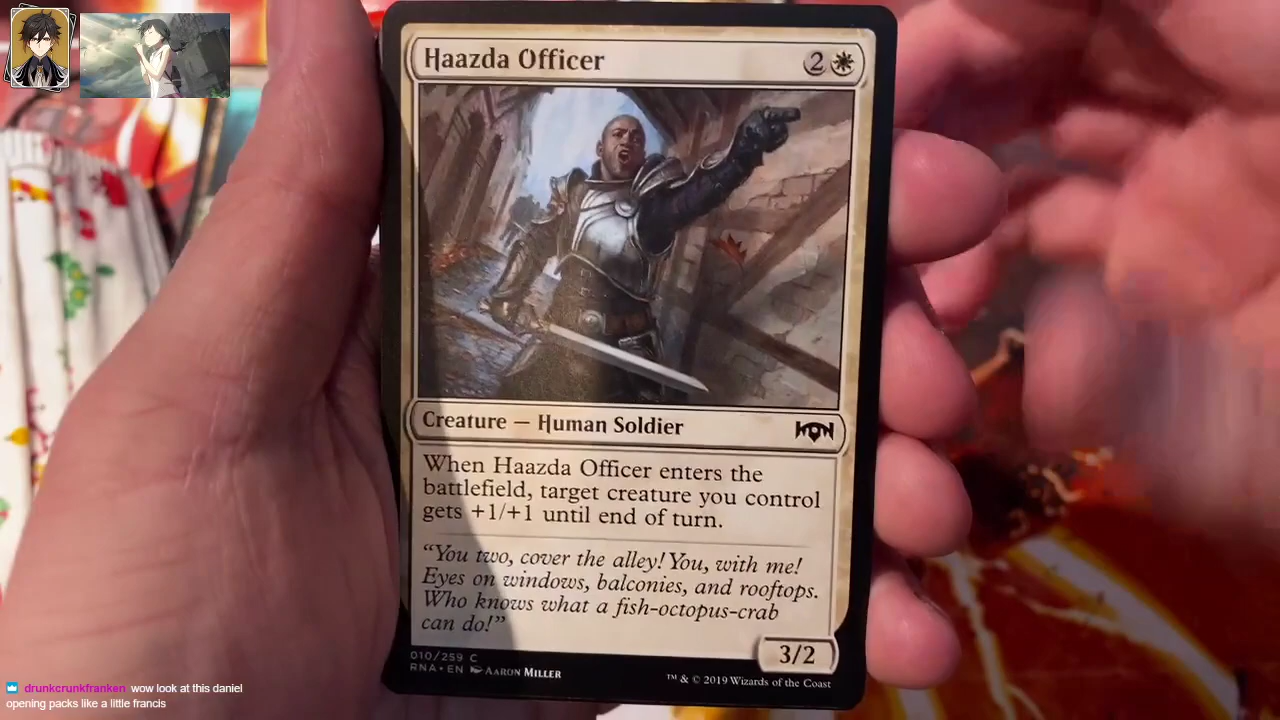 Haazda Officer 2
Creature — Human Soldier
When Haazda Officer enters the
battlefield, target creature you control
gets +1/+1 until end of turn.
“You two, cover the alley! You, with me!
Eyes on windows, balconies, and rooftops.
Who knows what a fish-octopus-crab
can do!”
3/2
010/259 C
RNA • EN Aaron Miller
™ & © 2019 Wizards of the Coast
drunkcrunkfranken wow look at this daniel
opening packs like a little francis